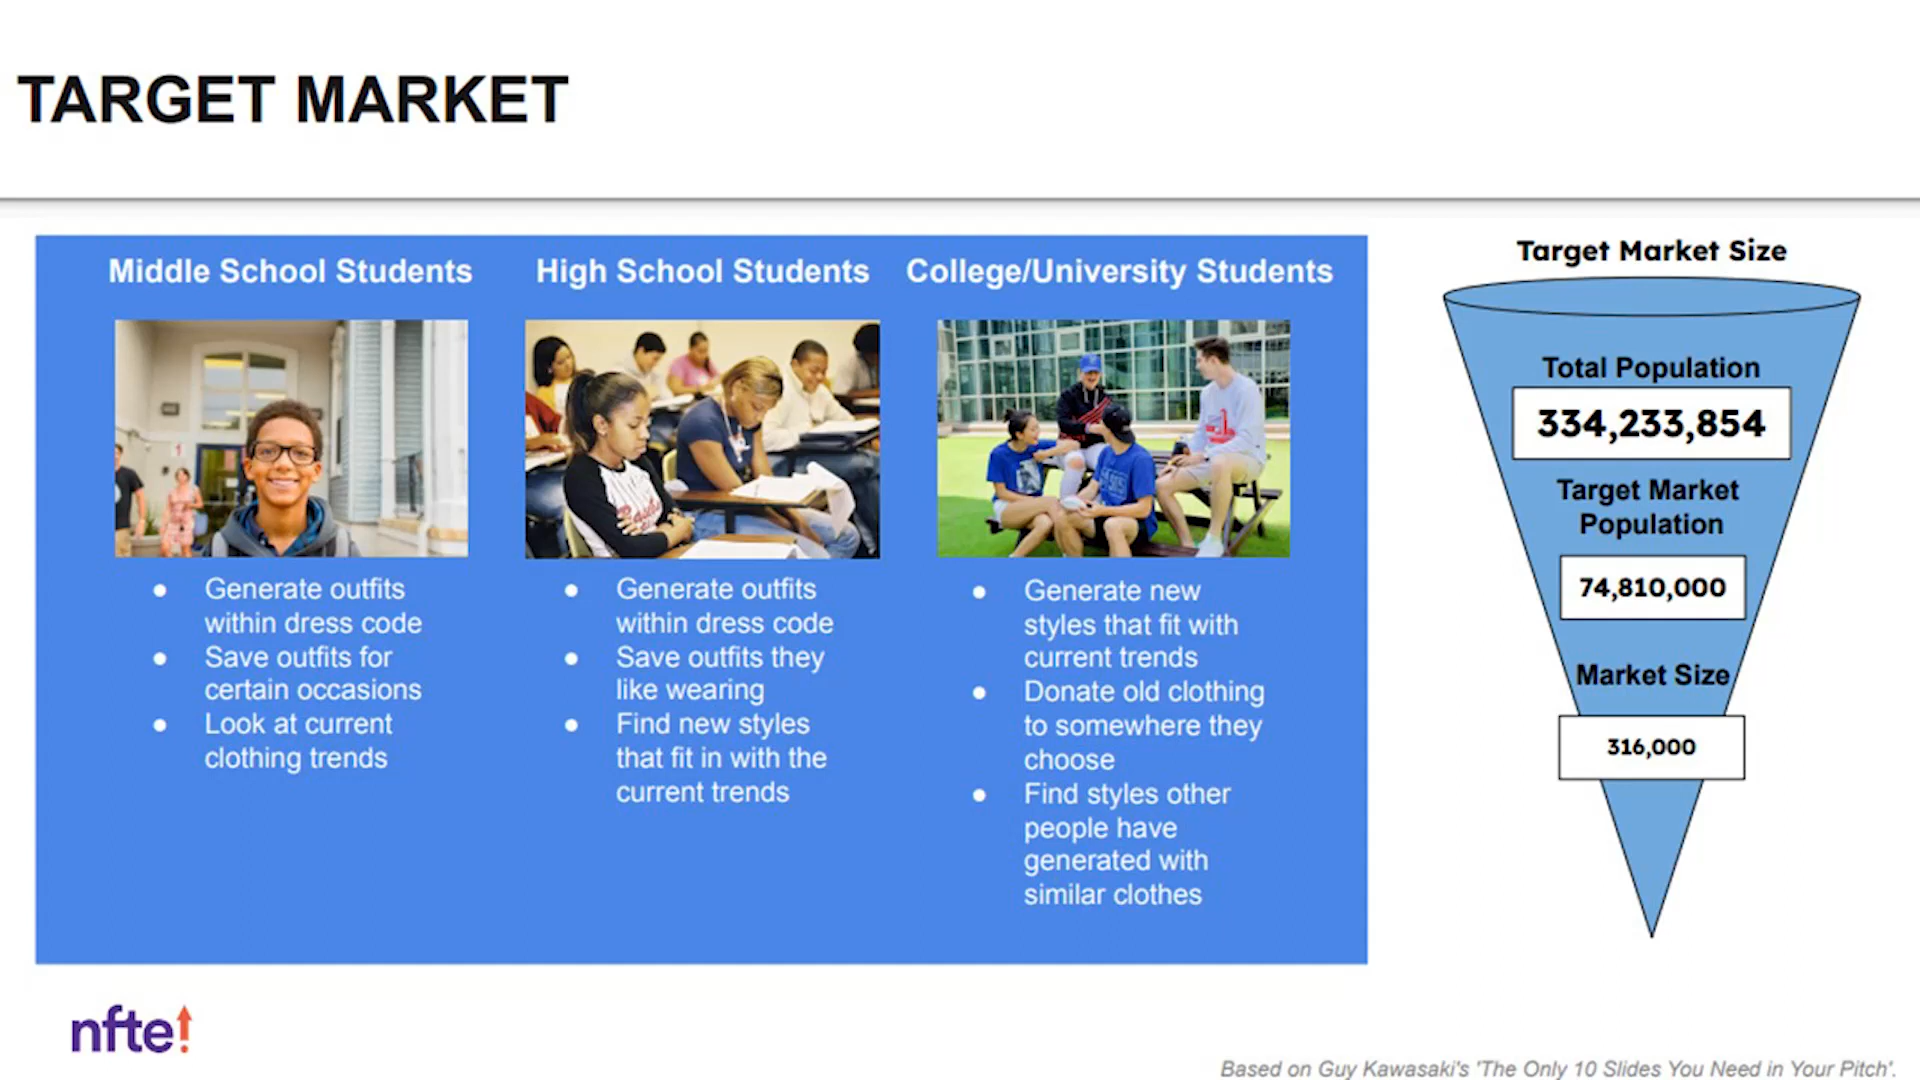 TARGET MARKET
Middle School Students
Generate outfits
within dress code
Save outfits for
certain occasions
Look at current
clothing trends
High School Students
Generate outfits
within dress code
Save outfits they
like wearing
Find new styles
that fit in with the
current trends
College/University Students
Generate new
styles that fit with
current trends
Donate old clothing
to somewhere they
choose
Find styles other
people have
generated with
similar clothes
Target Market Size
Total Population
334,233,854
Target Market
Population
74,810,000
Market Size
316,000
nfte!
Based on Guy Kawasaki's 'The Only 10 Slides You Need in Your Pitch'.